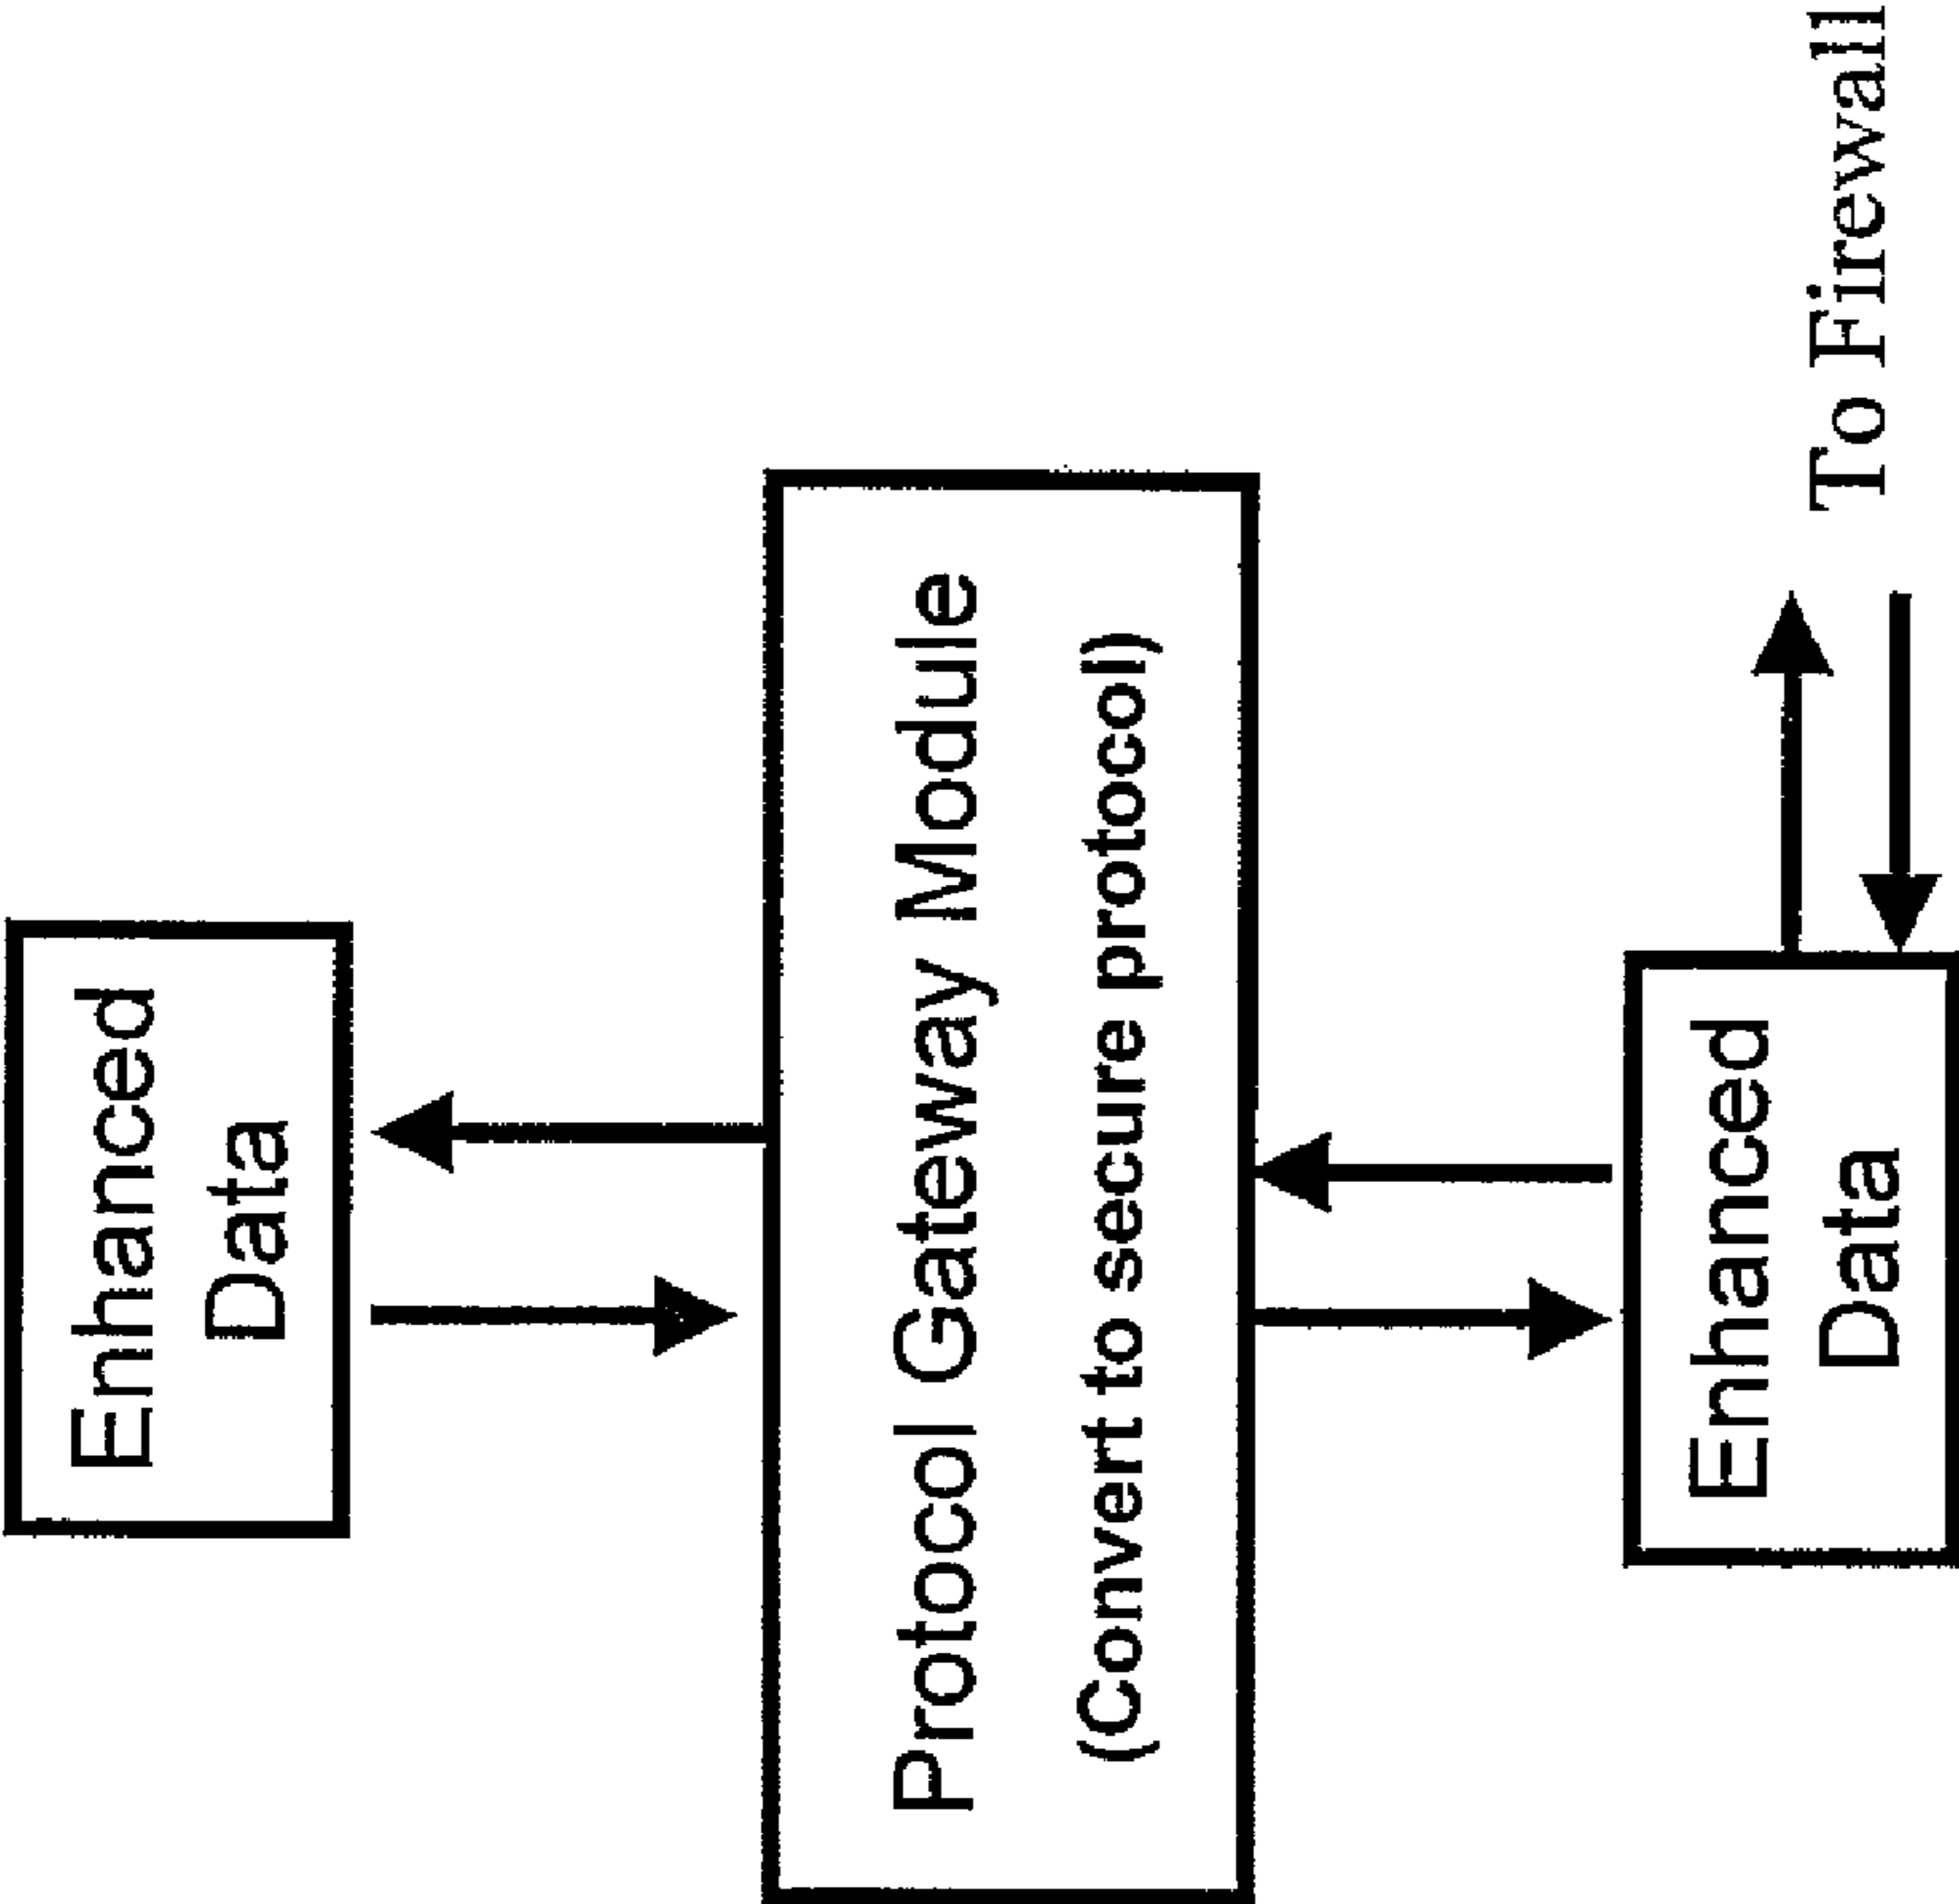 Enhanced
Data
Protocol Gateway Module
(Convert to secure protocol)
Enhanced
Data
To Firewall